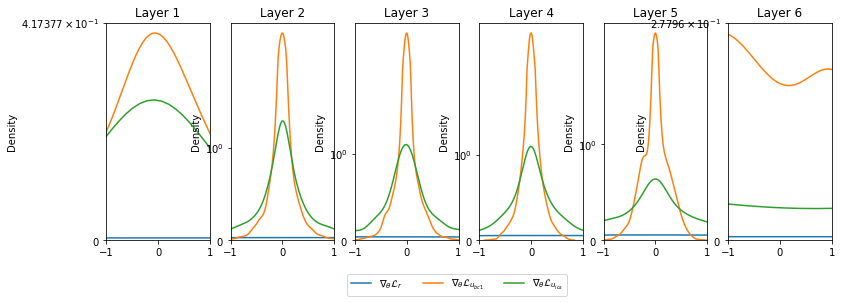 Layer 1 Layer 2 Layer 3 Layer 4 Layer 5 Layer 6
4.17377 × 10⁻¹ 2.7796 × 10⁻¹
Density Density Density Density Density Density
10⁰ 10⁰ 10⁰ 10⁰
0 0 0 0 0 0
−1 0 1 −1 0 1 −1 0 1 −1 0 1 −1 0 1 −1 0 1
∇θℒr ∇θℒu_bc1 ∇θℒu_ics